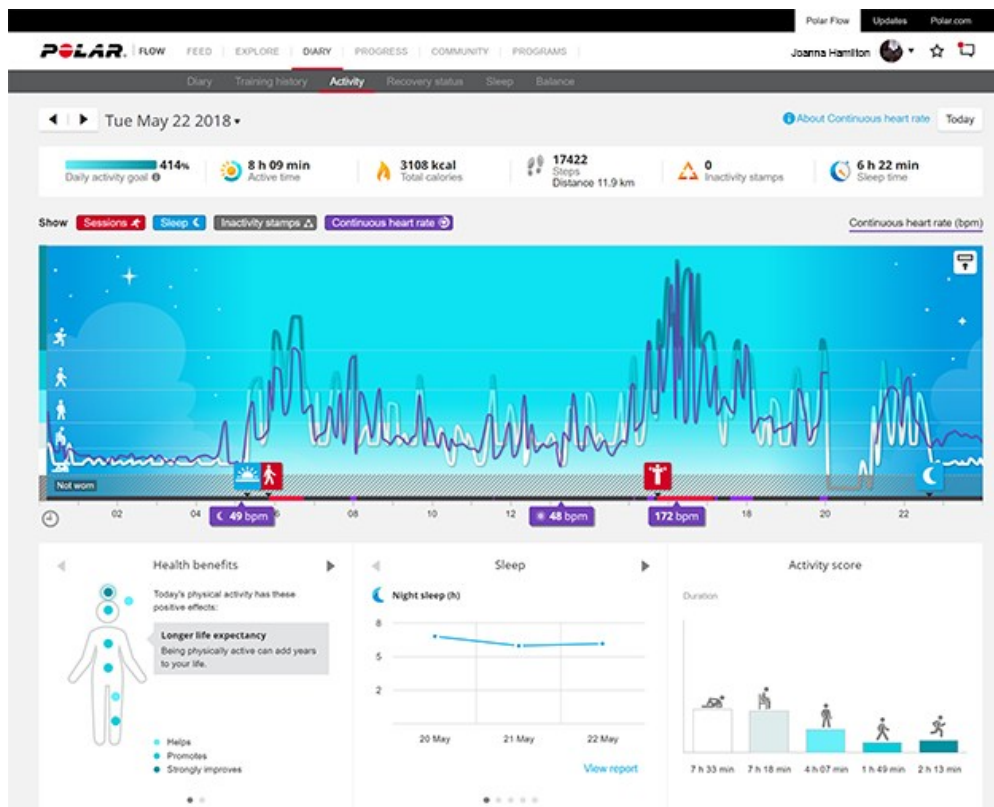 Polar Flow Updates Polar.com
POLAR. FLOW FEED EXPLORE DIARY PROGRESS COMMUNITY PROGRAMS Joanna Hamilton
Diary Training history Activity Recovery status Sleep Balance
Tue May 22 2018 About Continuous heart rate Today
414% Daily activity goal
8 h 09 min Active time
3108 kcal Total calories
17422 Steps
Distance 11.9 km
0 Inactivity stamps
6 h 22 min Sleep time
Show Sessions Sleep Inactivity stamps Continuous heart rate Continuous heart rate (bpm)
Not worn
02 04 6 08 10 12 18 20 22
49 bpm 48 bpm 172 bpm
Health benefits
Today's physical activity has these
positive effects:
Longer life expectancy
Being physically active can add years
to your life.
Helps
Promotes
Strongly improves
Sleep
Night sleep (h)
8
5
2
20 May 21 May 22 May
View report
Activity score
Duration
7 h 33 min 7 h 18 min 4 h 07 min 1 h 49 min 2 h 13 min